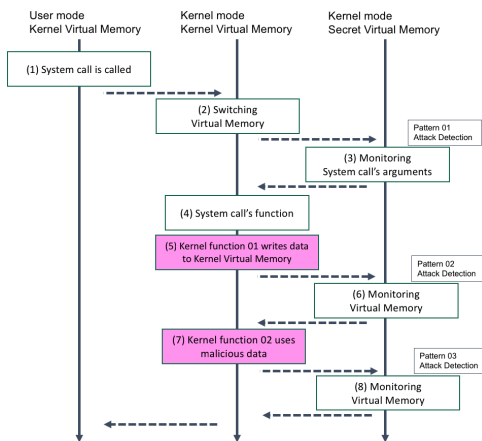 User mode
Kernel Virtual Memory
Kernel mode
Kernel Virtual Memory
Kernel mode
Secret Virtual Memory
(1) System call is called
(2) Switching
Virtual Memory
Pattern 01
Attack Detection
(3) Monitoring
System call's arguments
(4) System call's function
(5) Kernel function 01 writes data
to Kernel Virtual Memory
Pattern 02
Attack Detection
(6) Monitoring
Virtual Memory
(7) Kernel function 02 uses
malicious data
Pattern 03
Attack Detection
(8) Monitoring
Virtual Memory